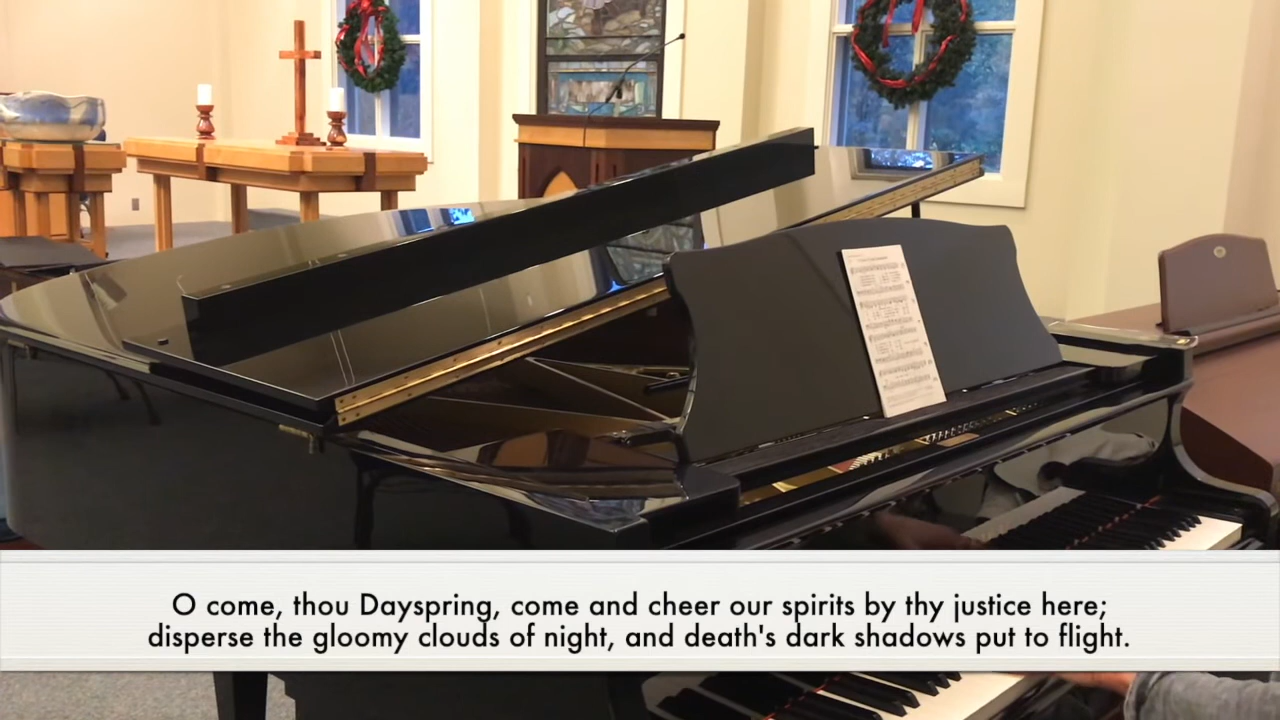 O come, thou Dayspring, come and cheer our spirits by thy justice here;
disperse the gloomy clouds of night, and death's dark shadows put to flight.